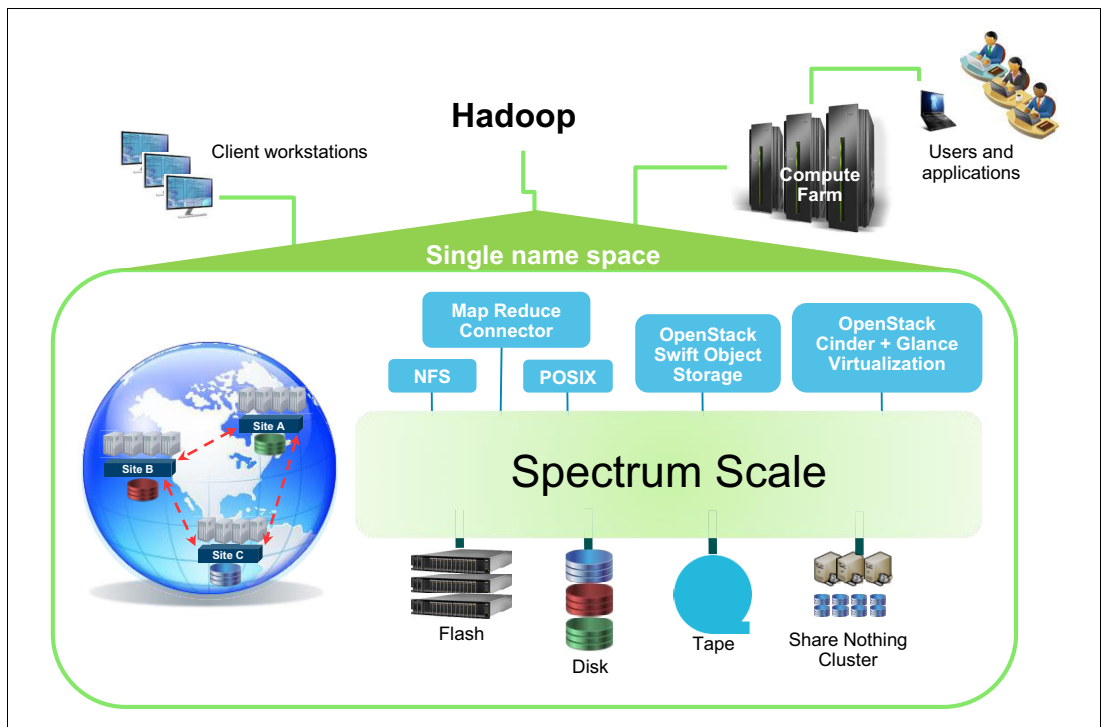 Hadoop
Client workstations
Compute
Farm
Users and
applications
Single name space
Map Reduce
Connector
NFS
POSIX
OpenStack
Swift Object
Storage
OpenStack
Cinder + Glance
Virtualization
Site A
Site B
Site C
Spectrum Scale
Flash
Disk
Tape
Share Nothing
Cluster